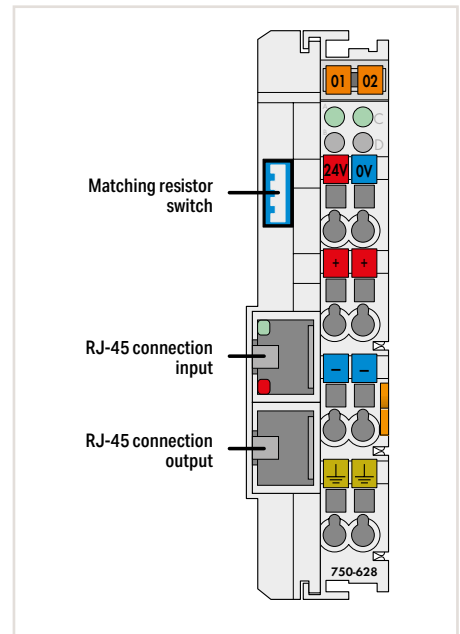 01 02
A C
B D
24V 0V
Matching resistor
switch
+ +
RJ-45 connection
input
— —
RJ-45 connection
output
750-628